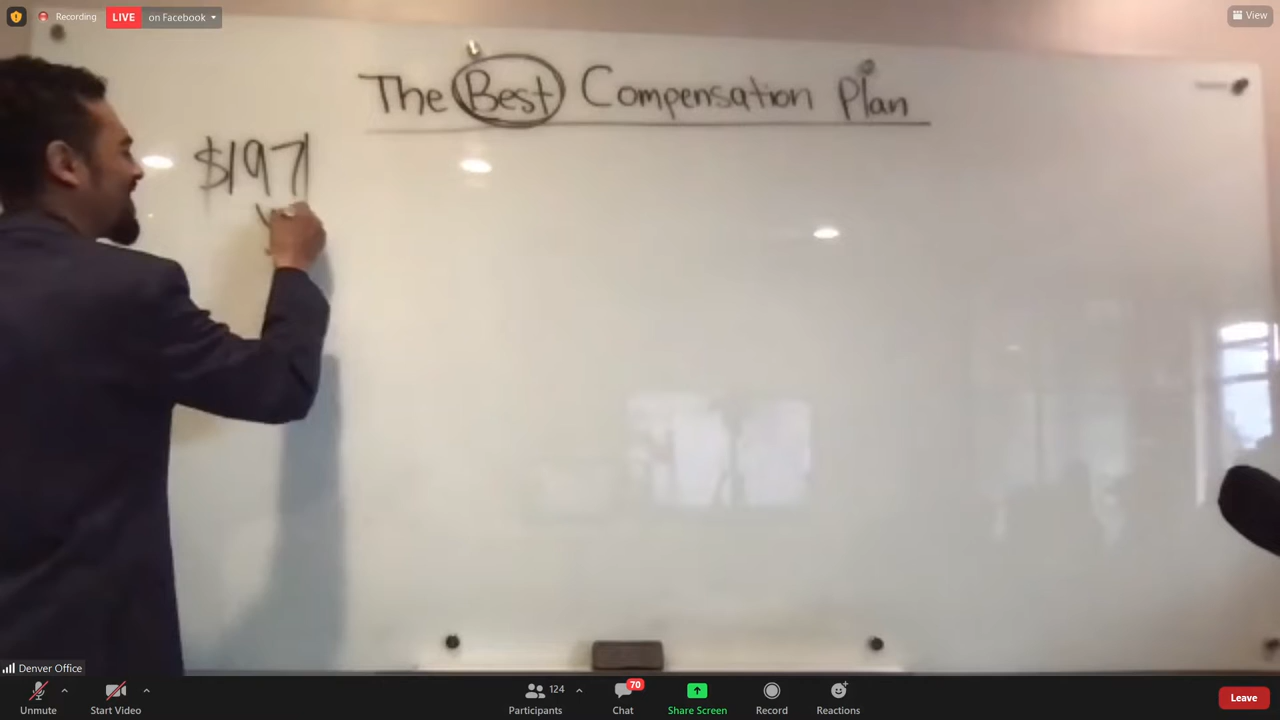 Recording
LIVE on Facebook
View
The Best Compensation Plan
$197
Denver Office
Unmute
Start Video
Participants 124
Chat 70
Share Screen
Record
Reactions
Leave